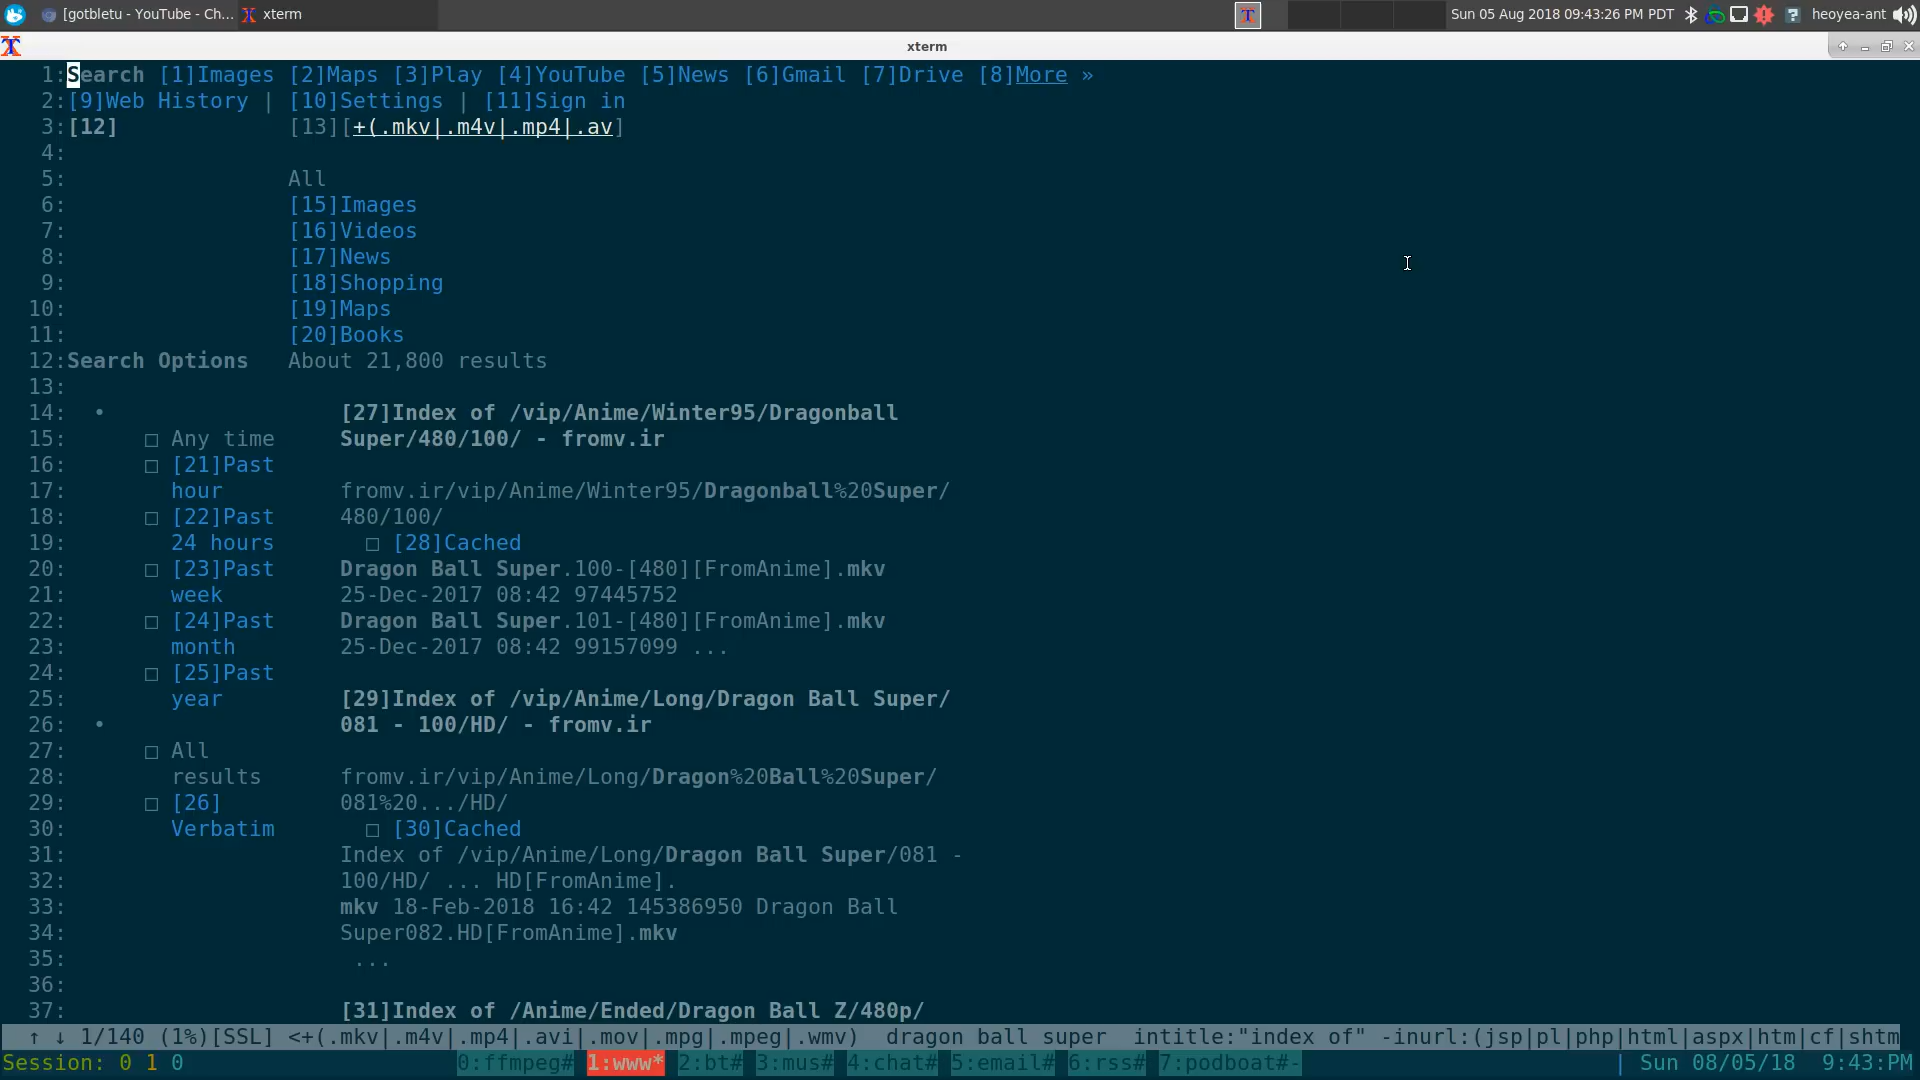 [gotbletu - YouTube - Ch... xterm Sun 05 Aug 2018 09:43:26 PM PDT heoyea-ant
xterm
1:Search [1]Images [2]Maps [3]Play [4]YouTube [5]News [6]Gmail [7]Drive [8]More »
2:[9]Web History | [10]Settings | [11]Sign in
3:[12] [13][+(.mkv|.m4v|.mp4|.av]
4:
5: All
6: [15]Images
7: [16]Videos
8: [17]News
9: [18]Shopping
10: [19]Maps
11: [20]Books
12:Search Options About 21,800 results
13:
14: • [27]Index of /vip/Anime/Winter95/Dragonball
15: □ Any time Super/480/100/ - fromv.ir
16: □ [21]Past
17: hour fromv.ir/vip/Anime/Winter95/Dragonball%20Super/
18: □ [22]Past 480/100/
19: 24 hours □ [28]Cached
20: □ [23]Past Dragon Ball Super.100-[480][FromAnime].mkv
21: week 25-Dec-2017 08:42 97445752
22: □ [24]Past Dragon Ball Super.101-[480][FromAnime].mkv
23: month 25-Dec-2017 08:42 99157099 ...
24: □ [25]Past
25: year [29]Index of /vip/Anime/Long/Dragon Ball Super/
26: • 081 - 100/HD/ - fromv.ir
27: □ All
28: results fromv.ir/vip/Anime/Long/Dragon%20Ball%20Super/
29: □ [26] 081%20.../HD/
30: Verbatim □ [30]Cached
31: Index of /vip/Anime/Long/Dragon Ball Super/081 -
32: 100/HD/ ... HD[FromAnime].
33: mkv 18-Feb-2018 16:42 145386950 Dragon Ball
34: Super082.HD[FromAnime].mkv
35: ...
36:
37: [31]Index of /Anime/Ended/Dragon Ball Z/480p/
↑ ↓ 1/140 (1%)[SSL] <+(.mkv|.m4v|.mp4|.avi|.mov|.mpg|.mpeg|.wmv) dragon ball super intitle:"index of" -inurl:(jsp|pl|php|html|aspx|htm|cf|shtm
Session: 0 1 0 0:ffmpeg# 1:www* 2:bt# 3:mus# 4:chat# 5:email# 6:rss# 7:podboat#- | Sun 08/05/18 9:43:PM